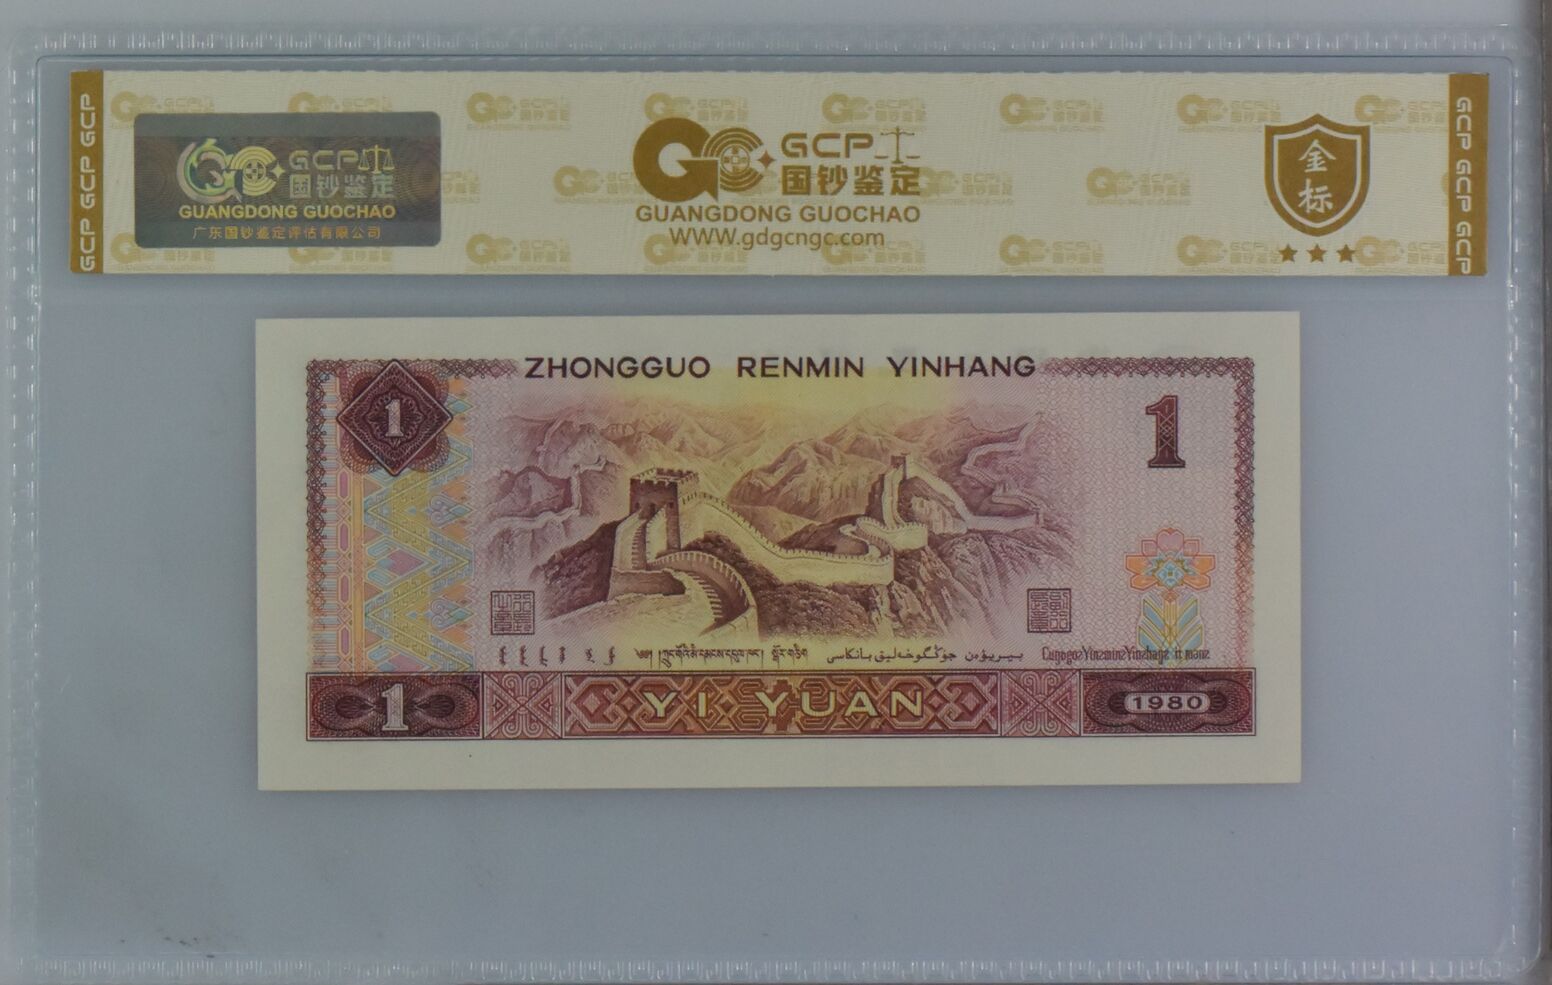 GCP GCP GCP
GCP
国钞鉴定
GUANGDONG GUOCHAO
广东国钞鉴定评估有限公司
GCP
国钞鉴定
GUANGDONG GUOCHAO
WWW.gdgcngc.com
金
标
GCP GCP GCP
ZHONGGUO RENMIN YINHANG
1
1
YI YUAN
1
1980